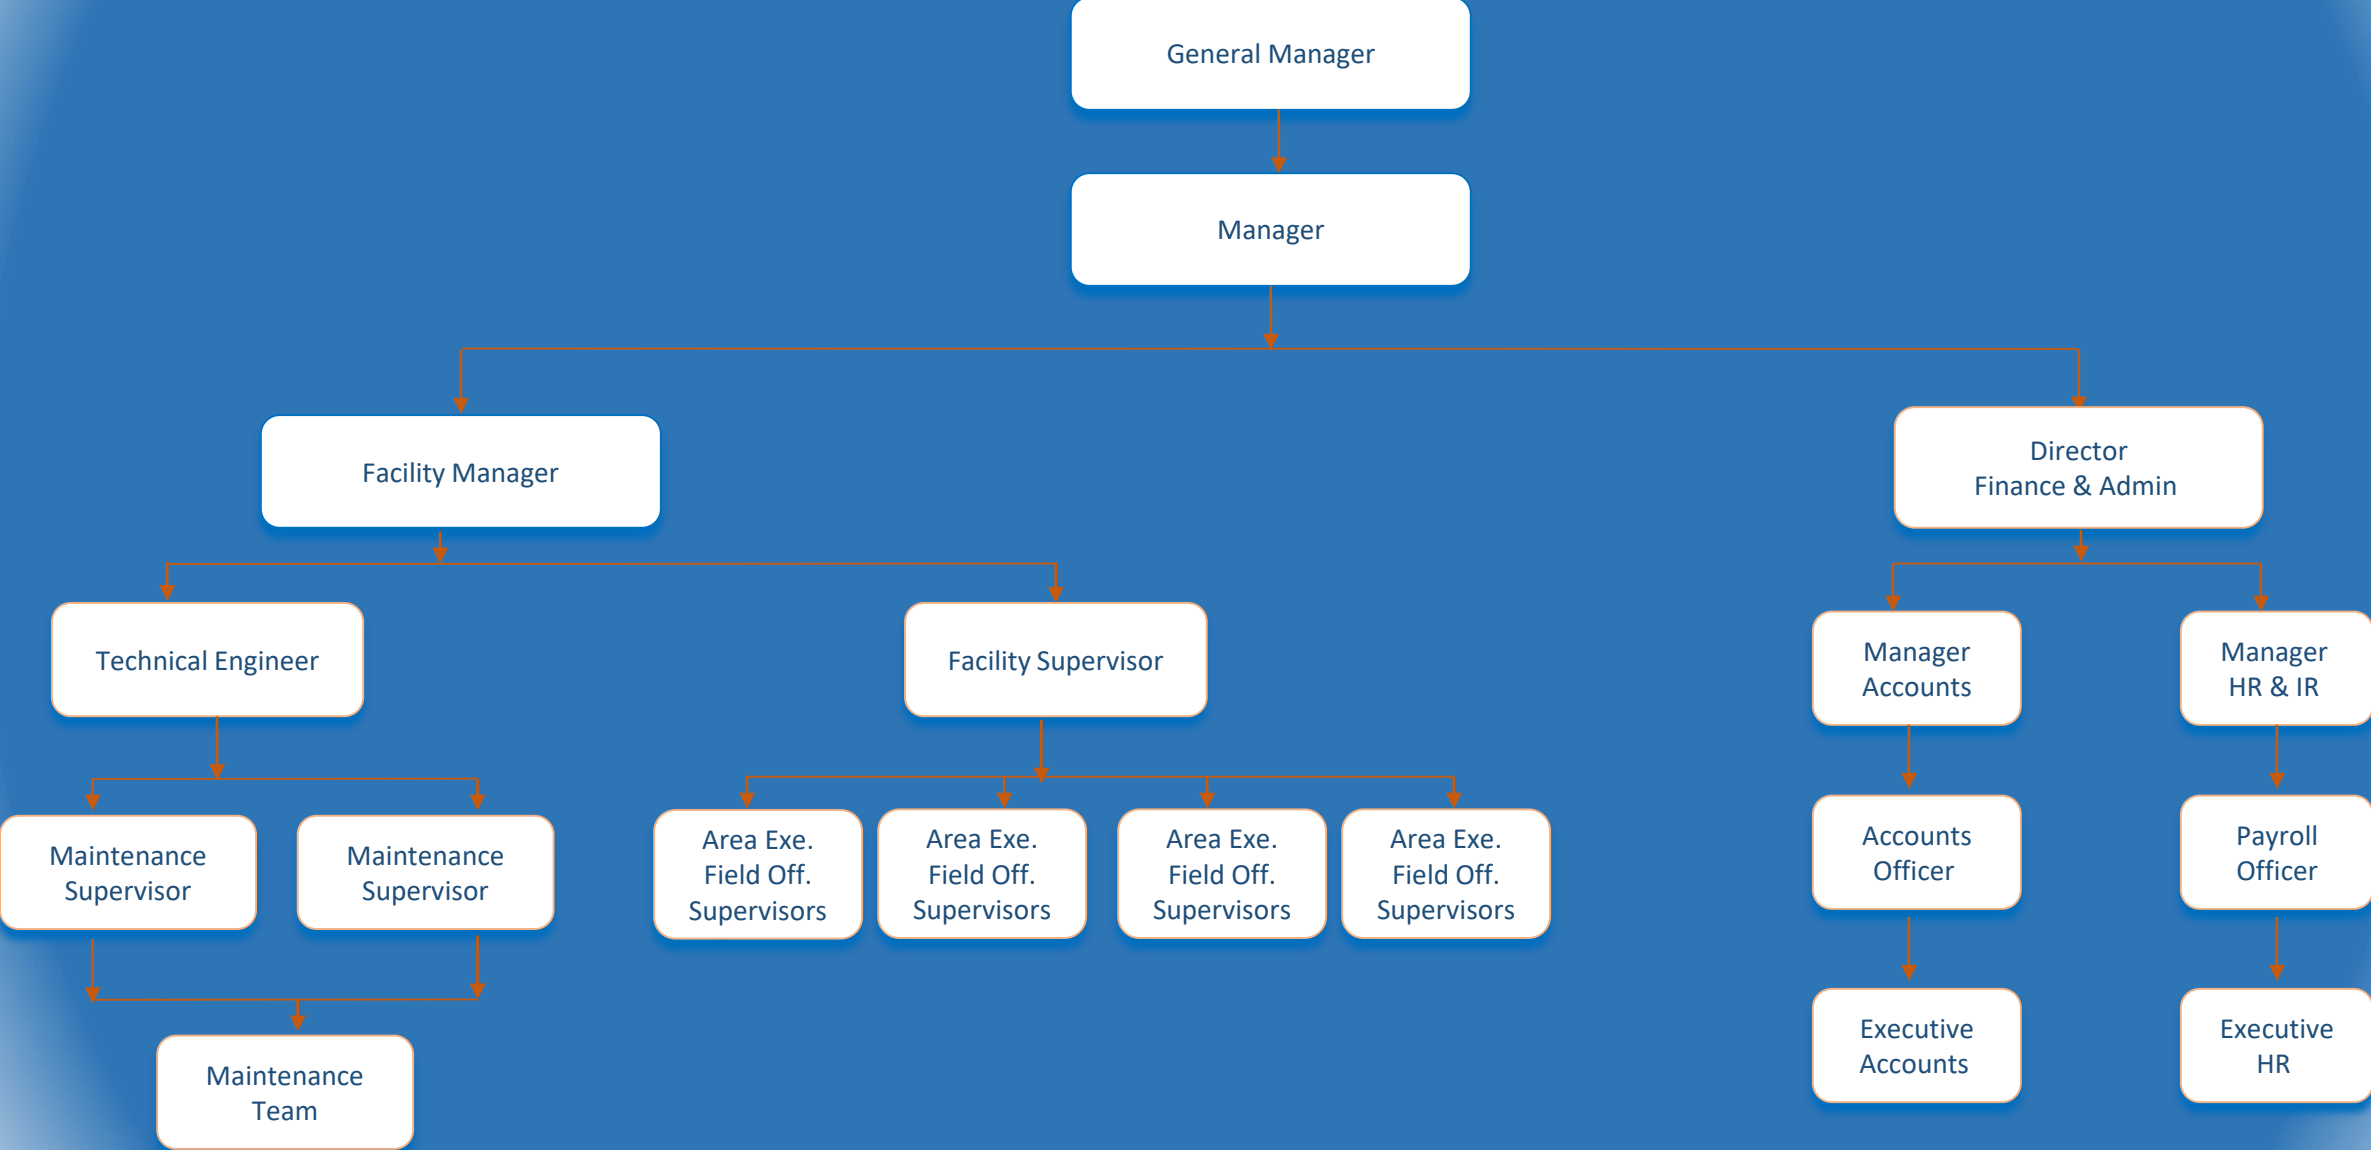 General Manager
Manager
Facility Manager
Director
Finance & Admin
Technical Engineer
Facility Supervisor
Manager
Accounts
Manager
HR & IR
Maintenance
Supervisor
Maintenance
Supervisor
Area Exe.
Field Off.
Supervisors
Area Exe.
Field Off.
Supervisors
Area Exe.
Field Off.
Supervisors
Area Exe.
Field Off.
Supervisors
Accounts
Officer
Payroll
Officer
Maintenance
Team
Executive
Accounts
Executive
HR